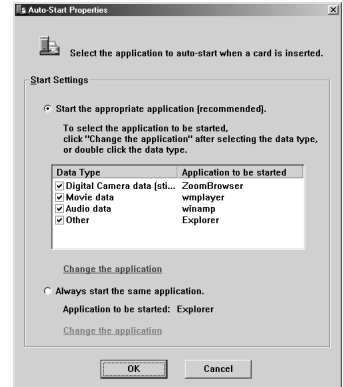 Auto-Start Properties
Select the application to auto-start when a card is inserted.
Start Settings
Start the appropriate application (recommended).
To select the application to be started,
click "Change the application" after selecting the data type,
or double click the data type.
Data Type Application to be started
Digital Camera data (sti... ZoomBrowser
Movie data wmplayer
Audio data winamp
Other Explorer
Change the application
Always start the same application.
Application to be started: Explorer
Change the application
OK Cancel